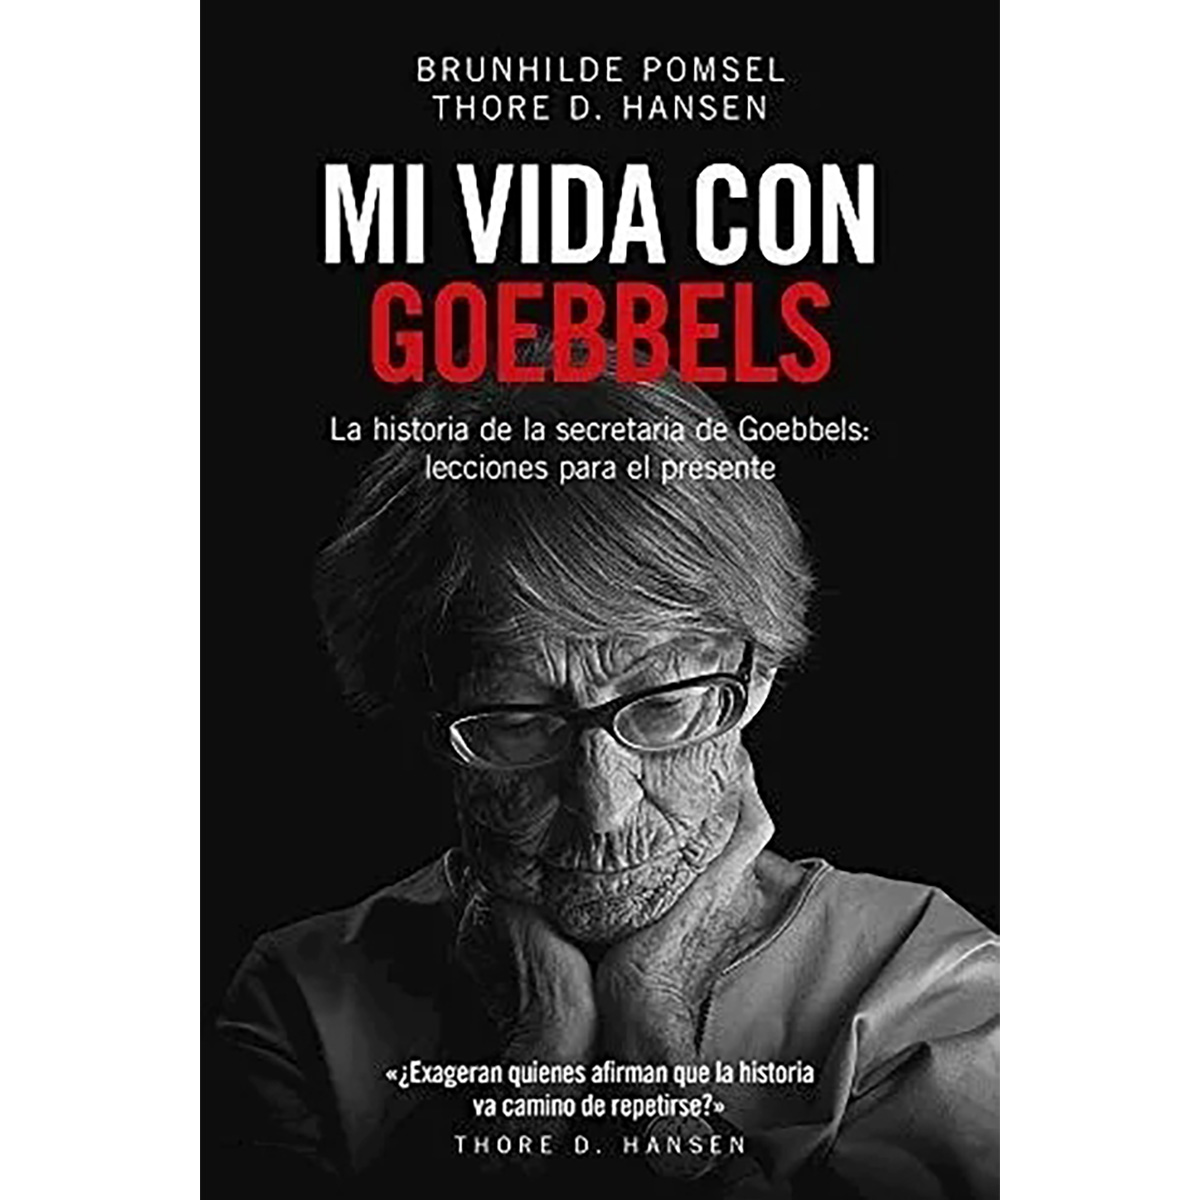 BRUNHILDE POMSEL
THORE D. HANSEN
MI VIDA CON
GOEBBELS
La historia de la secretaria de Goebbels:
lecciones para el presente
«¿Exageran quienes afirman que la historia
va camino de repetirse?»
THORE D. HANSEN